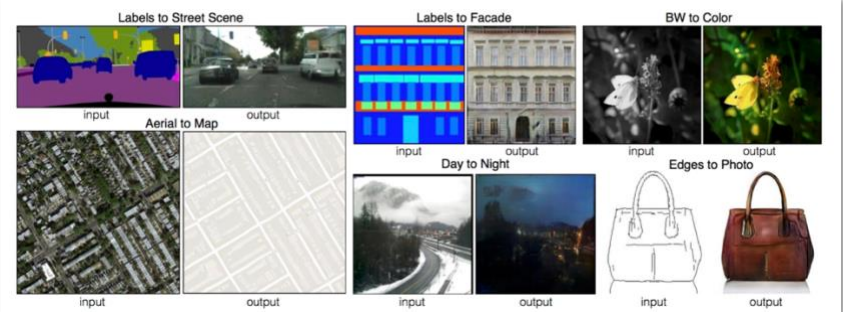 Labels to Street Scene
input
output
Labels to Facade
input
output
BW to Color
input
output
Aerial to Map
input
output
Day to Night
input
output
Edges to Photo
input
output